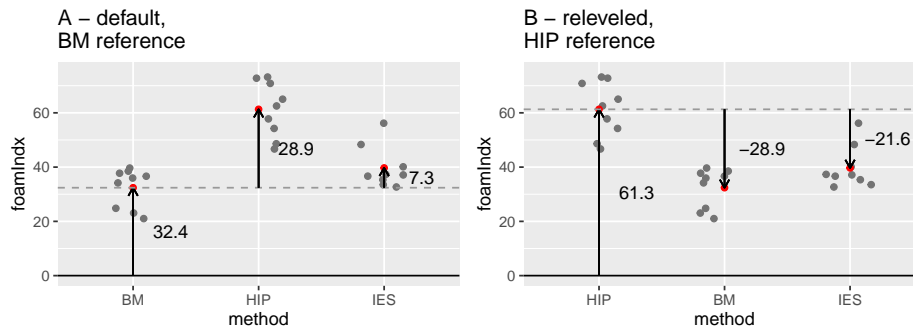 A – default,
BM reference
foamIndx
60
40
20
0
28.9
7.3
32.4
BM HIP IES
method
B – releveled,
HIP reference
foamIndx
60
40
20
0
−28.9
−21.6
61.3
HIP BM IES
method